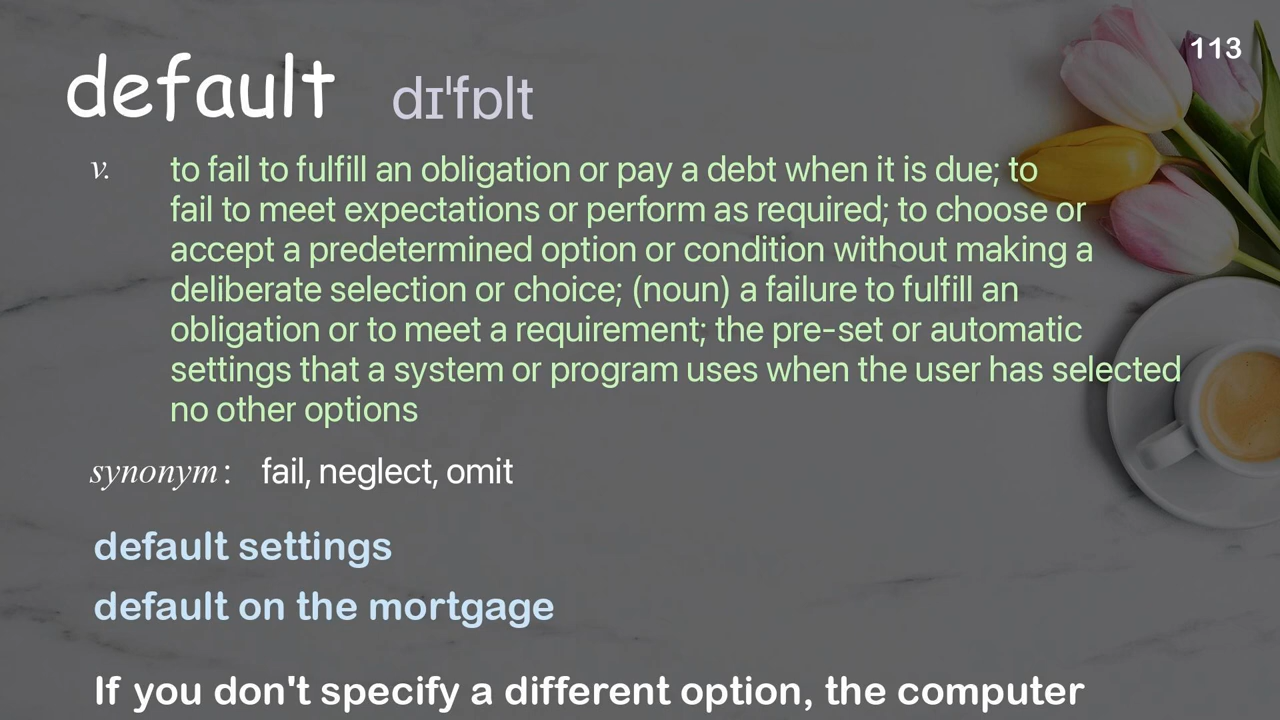 113
default dɪˈfɒlt
v. to fail to fulfill an obligation or pay a debt when it is due; to
fail to meet expectations or perform as required; to choose or
accept a predetermined option or condition without making a
deliberate selection or choice; (noun) a failure to fulfill an
obligation or to meet a requirement; the pre-set or automatic
settings that a system or program uses when the user has selected
no other options
synonym: fail, neglect, omit
default settings
default on the mortgage
If you don't specify a different option, the computer